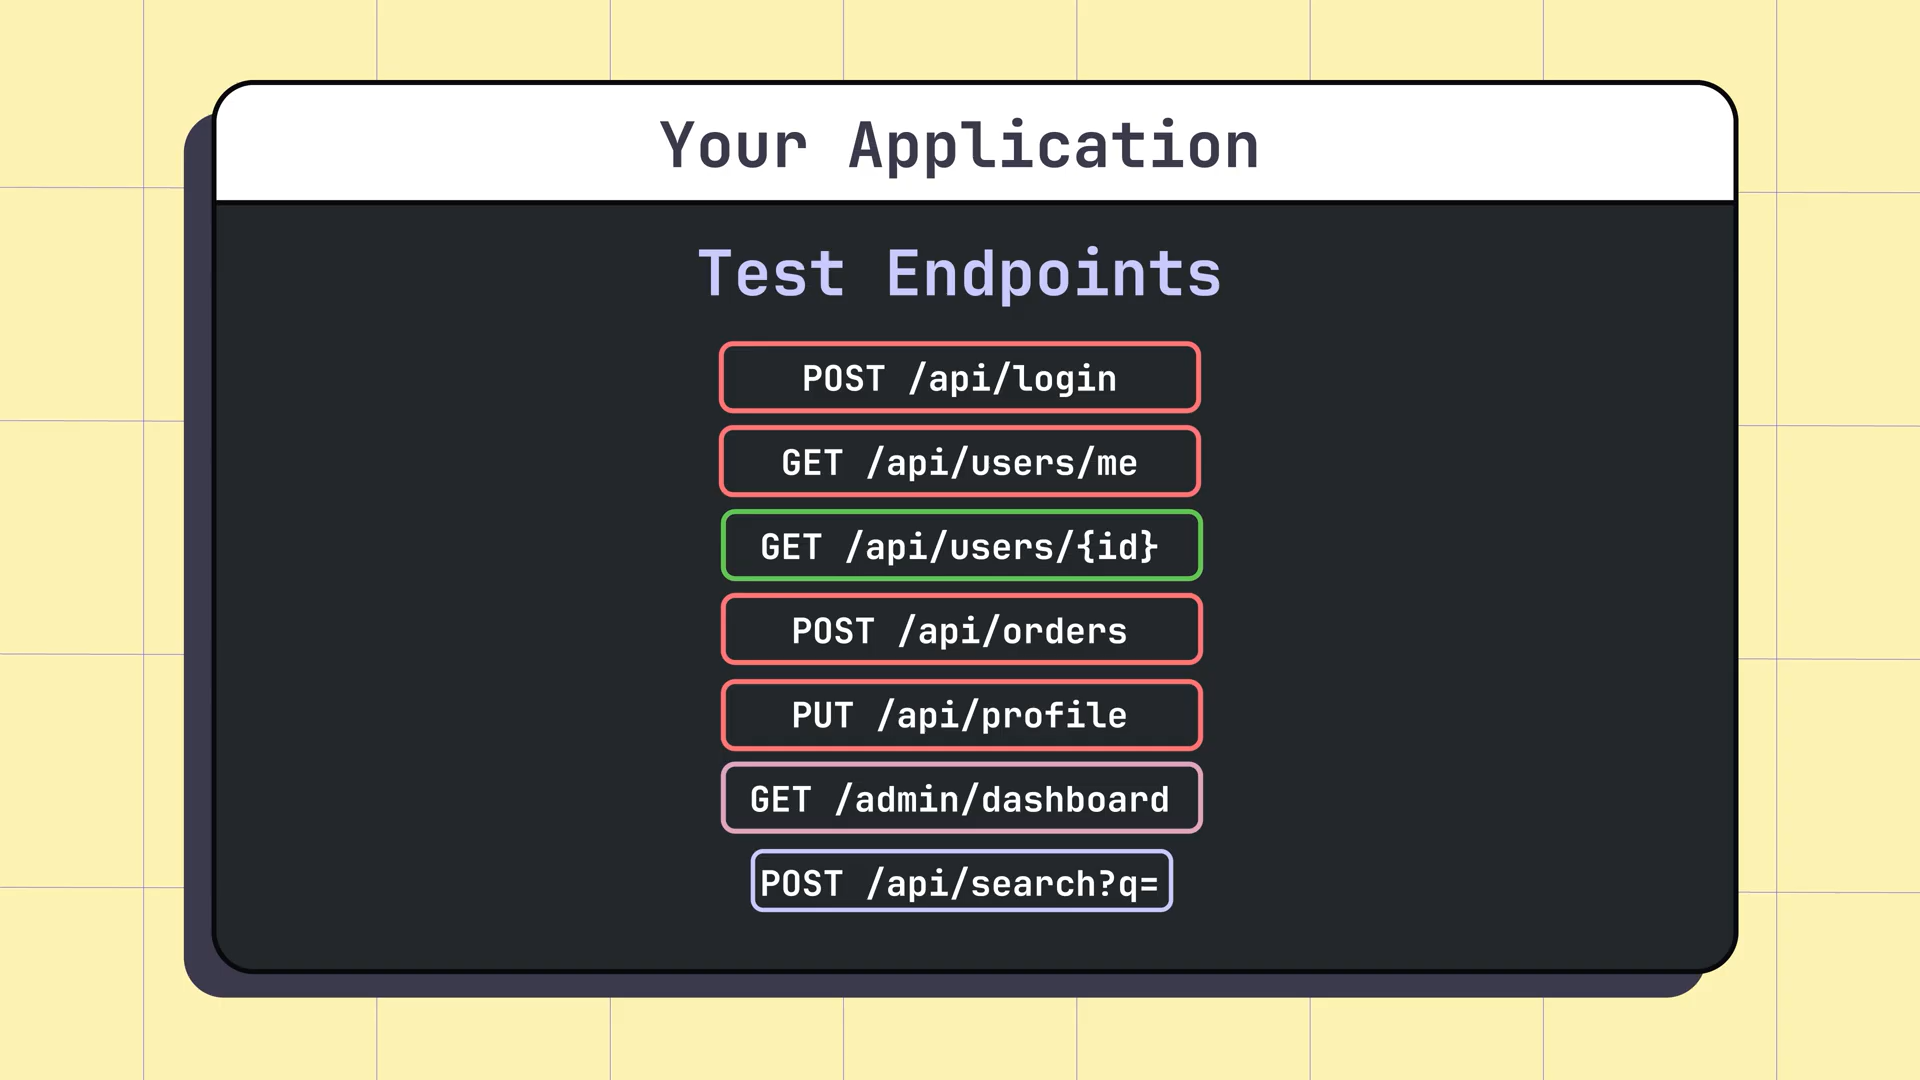 Your Application
Test Endpoints
POST /api/login
GET /api/users/me
GET /api/users/{id}
POST /api/orders
PUT /api/profile
GET /admin/dashboard
POST /api/search?q=